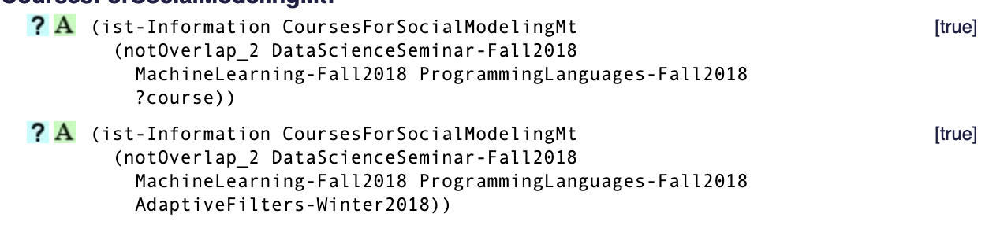 CoursesForSocialModelingMt:
? A (ist-Information CoursesForSocialModelingMt [true]
(notOverlap_2 DataScienceSeminar-Fall2018
MachineLearning-Fall2018 ProgrammingLanguages-Fall2018
?course))
? A (ist-Information CoursesForSocialModelingMt [true]
(notOverlap_2 DataScienceSeminar-Fall2018
MachineLearning-Fall2018 ProgrammingLanguages-Fall2018
AdaptiveFilters-Winter2018))